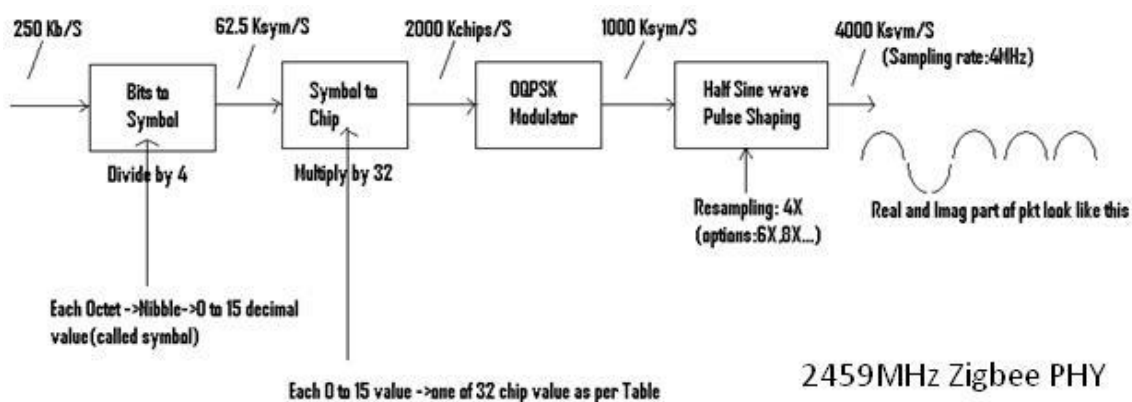 250 Kb/S
62.5 Ksym/S
2000 Kchips/S
1000 Ksym/S
4000 Ksym/S
(Sampling rate:4MHz)
Bits to
Symbol
Symbol to
Chip
OQPSK
Modulator
Half Sine wave
Pulse Shaping
Divide by 4
Multiply by 32
Resampling: 4X
(options:6X,8X...)
Real and Imag part of pkt look like this
Each Octet ->Nibble->0 to 15 decimal
value(called symbol)
Each 0 to 15 value ->one of 32 chip value as per Table
2459MHz Zigbee PHY